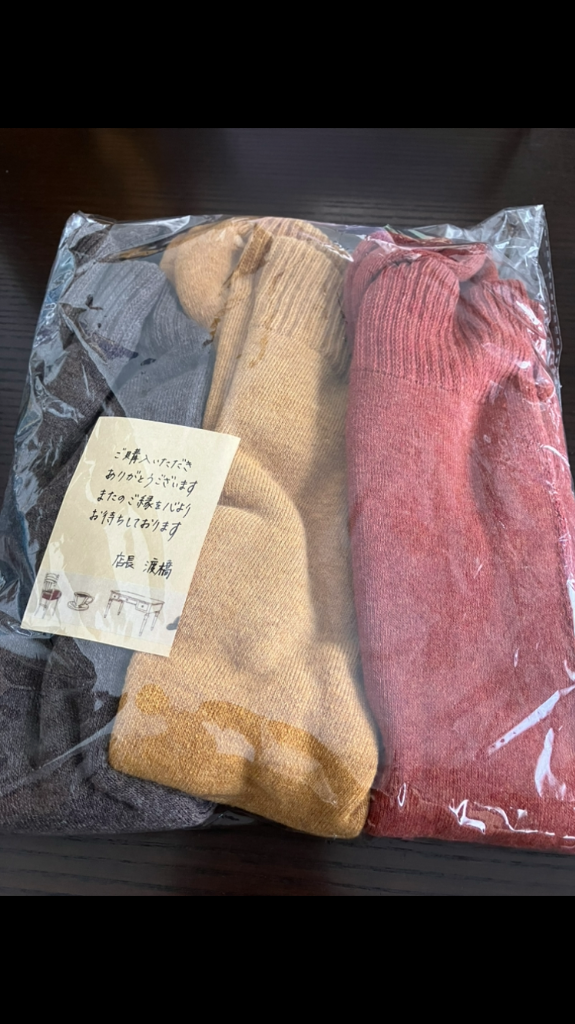 ご購入いただき
ありがとうございます
またのご縁を心より
お待ちしております
店長 渡橋